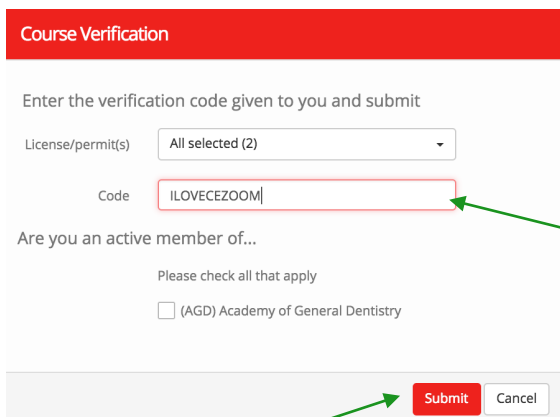 Course Verification
Enter the verification code given to you and submit
License/permit(s) All selected (2)
Code ILOVECEZOOM
Are you an active member of...
Please check all that apply
(AGD) Academy of General Dentistry
Submit Cancel